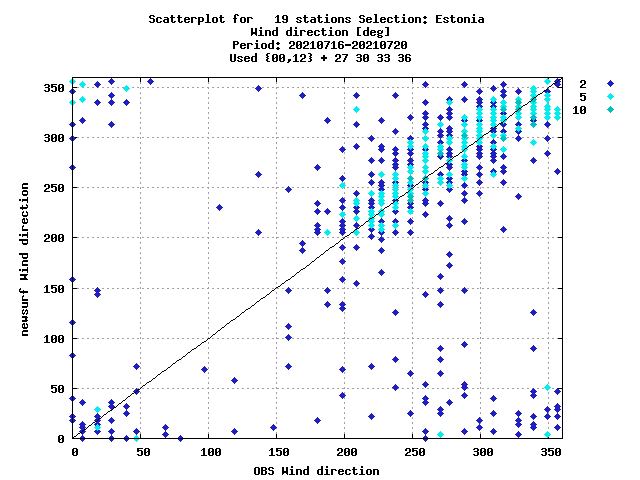 Scatterplot for   19 stations Selection: Estonia
Wind direction [deg]
Period: 20210716-20210720
Used {00,12} + 27 30 33 36
2
5
10
350
300
250
200
150
100
50
0
newsurf Wind direction
0 50 100 150 200 250 300 350
OBS Wind direction